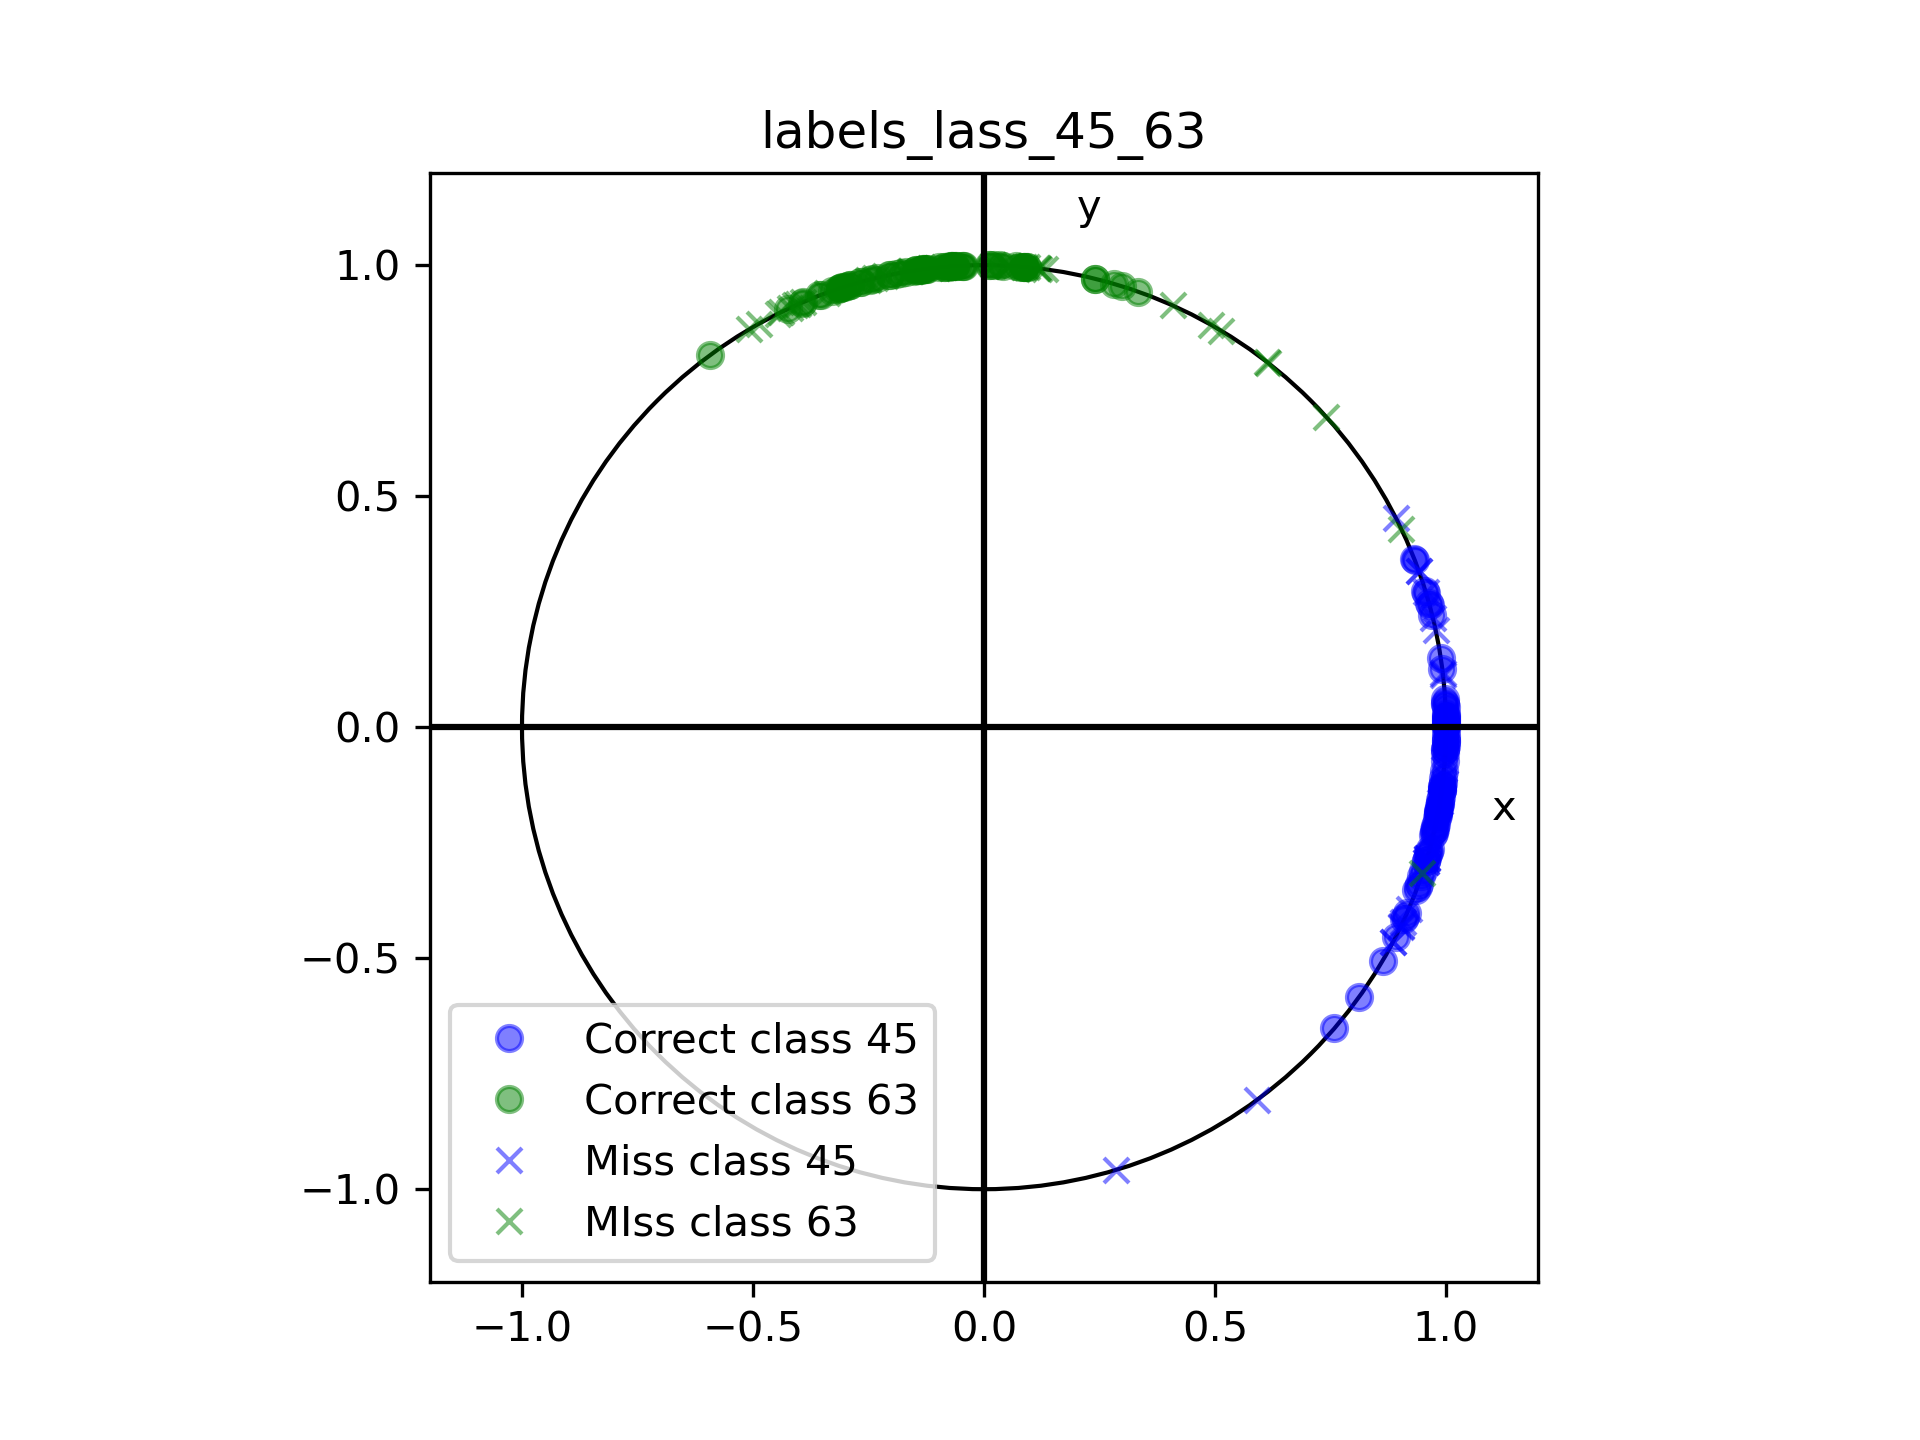 labels_lass_45_63
y
x
1.0
0.5
0.0
−0.5
−1.0
−1.0 −0.5 0.0 0.5 1.0
Correct class 45
Correct class 63
Miss class 45
MIss class 63